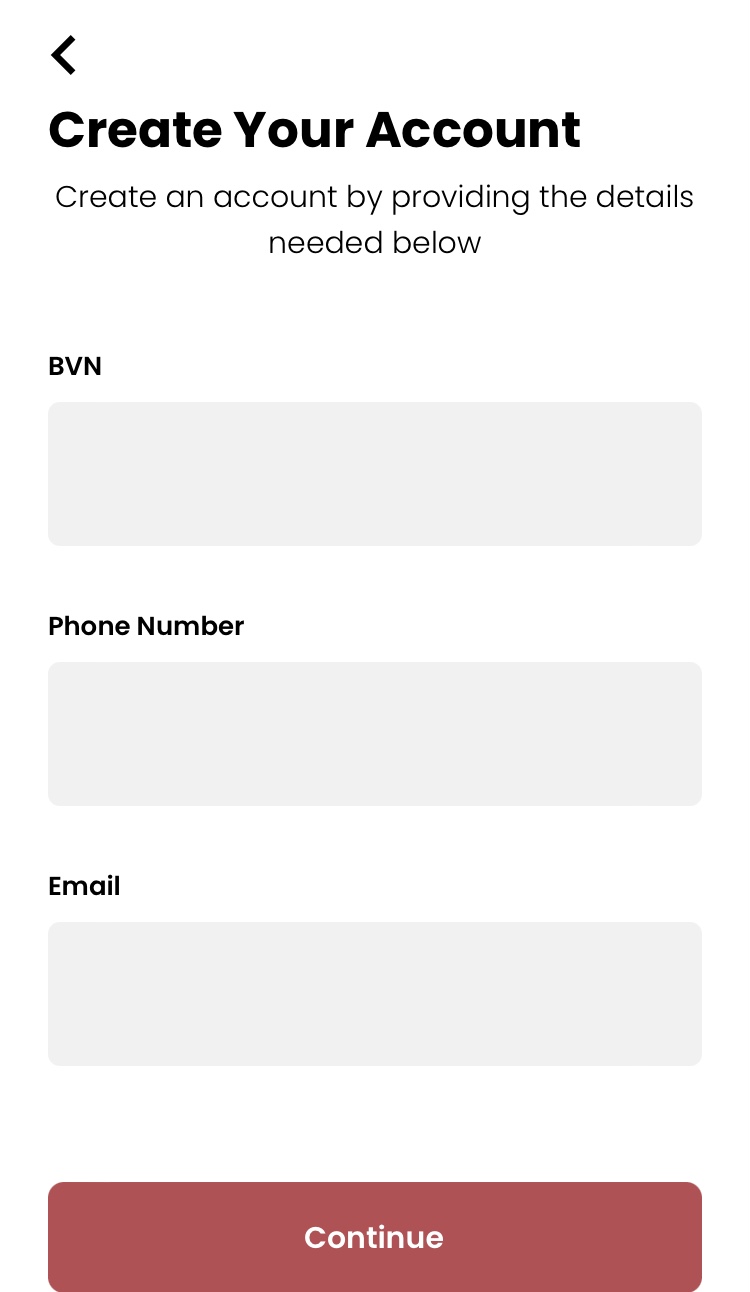 Create Your Account
Create an account by providing the details
needed below
BVN
Phone Number
Email
Continue